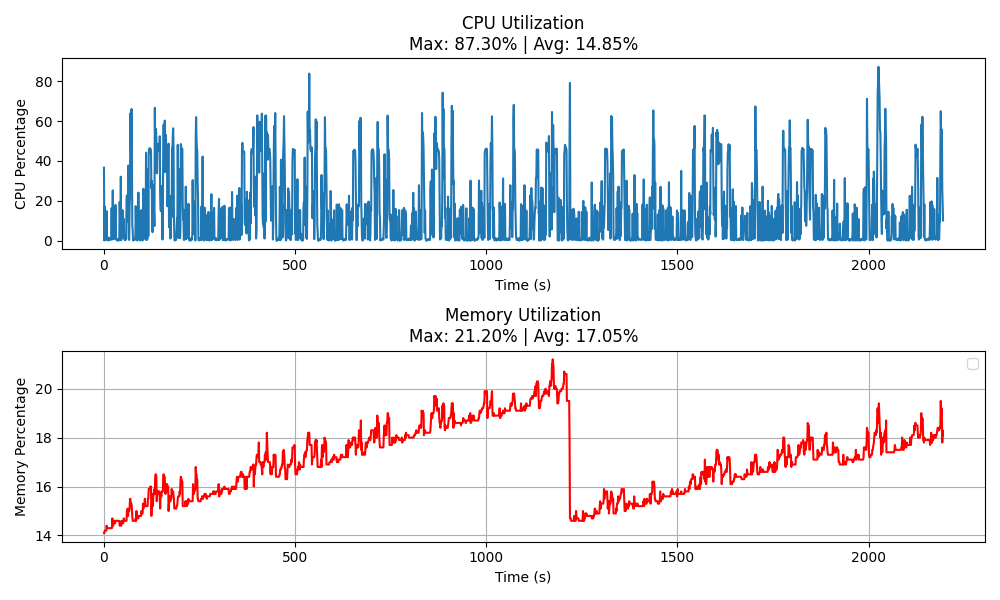 CPU Utilization
Max: 87.30% | Avg: 14.85%
CPU Percentage
80
60
40
20
0
0 500 1000 1500 2000
Time (s)
Memory Utilization
Max: 21.20% | Avg: 17.05%
Memory Percentage
20
18
16
14
0 500 1000 1500 2000
Time (s)